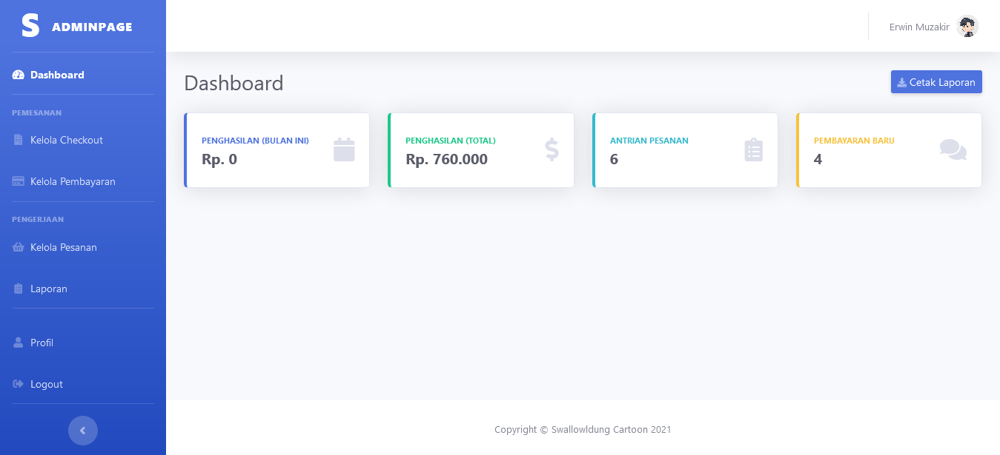 S ADMINPAGE
Erwin Muzakir
Dashboard
PEMESANAN
Kelola Checkout
Kelola Pembayaran
PENGERJAAN
Kelola Pesanan
Laporan
Profil
Logout
Dashboard
Cetak Laporan
PENGHASILAN (BULAN INI)
Rp. 0
PENGHASILAN (TOTAL)
Rp. 760.000
ANTRIAN PESANAN
6
PEMBAYARAN BARU
4
Copyright © Swallowldung Cartoon 2021